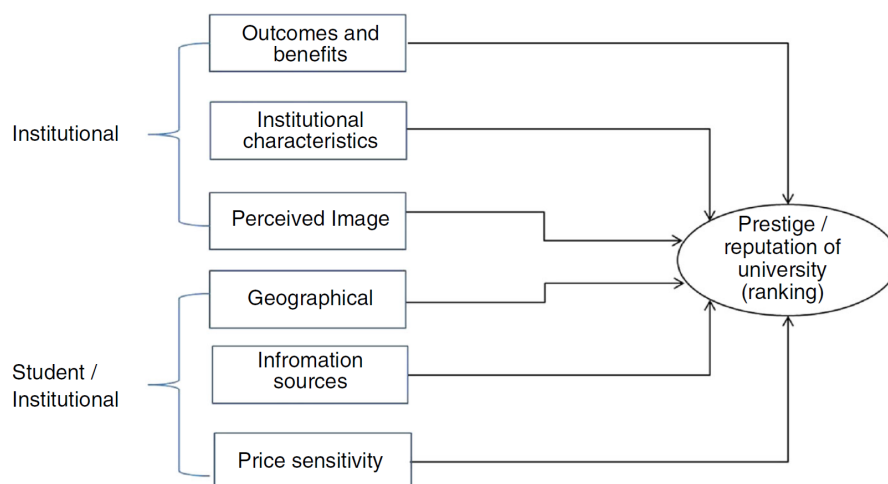 Outcomes and
benefits
Institutional
Institutional
characteristics
Perceived Image
Prestige /
reputation of
university
(ranking)
Geographical
Student /
Institutional
Infromation
sources
Price sensitivity